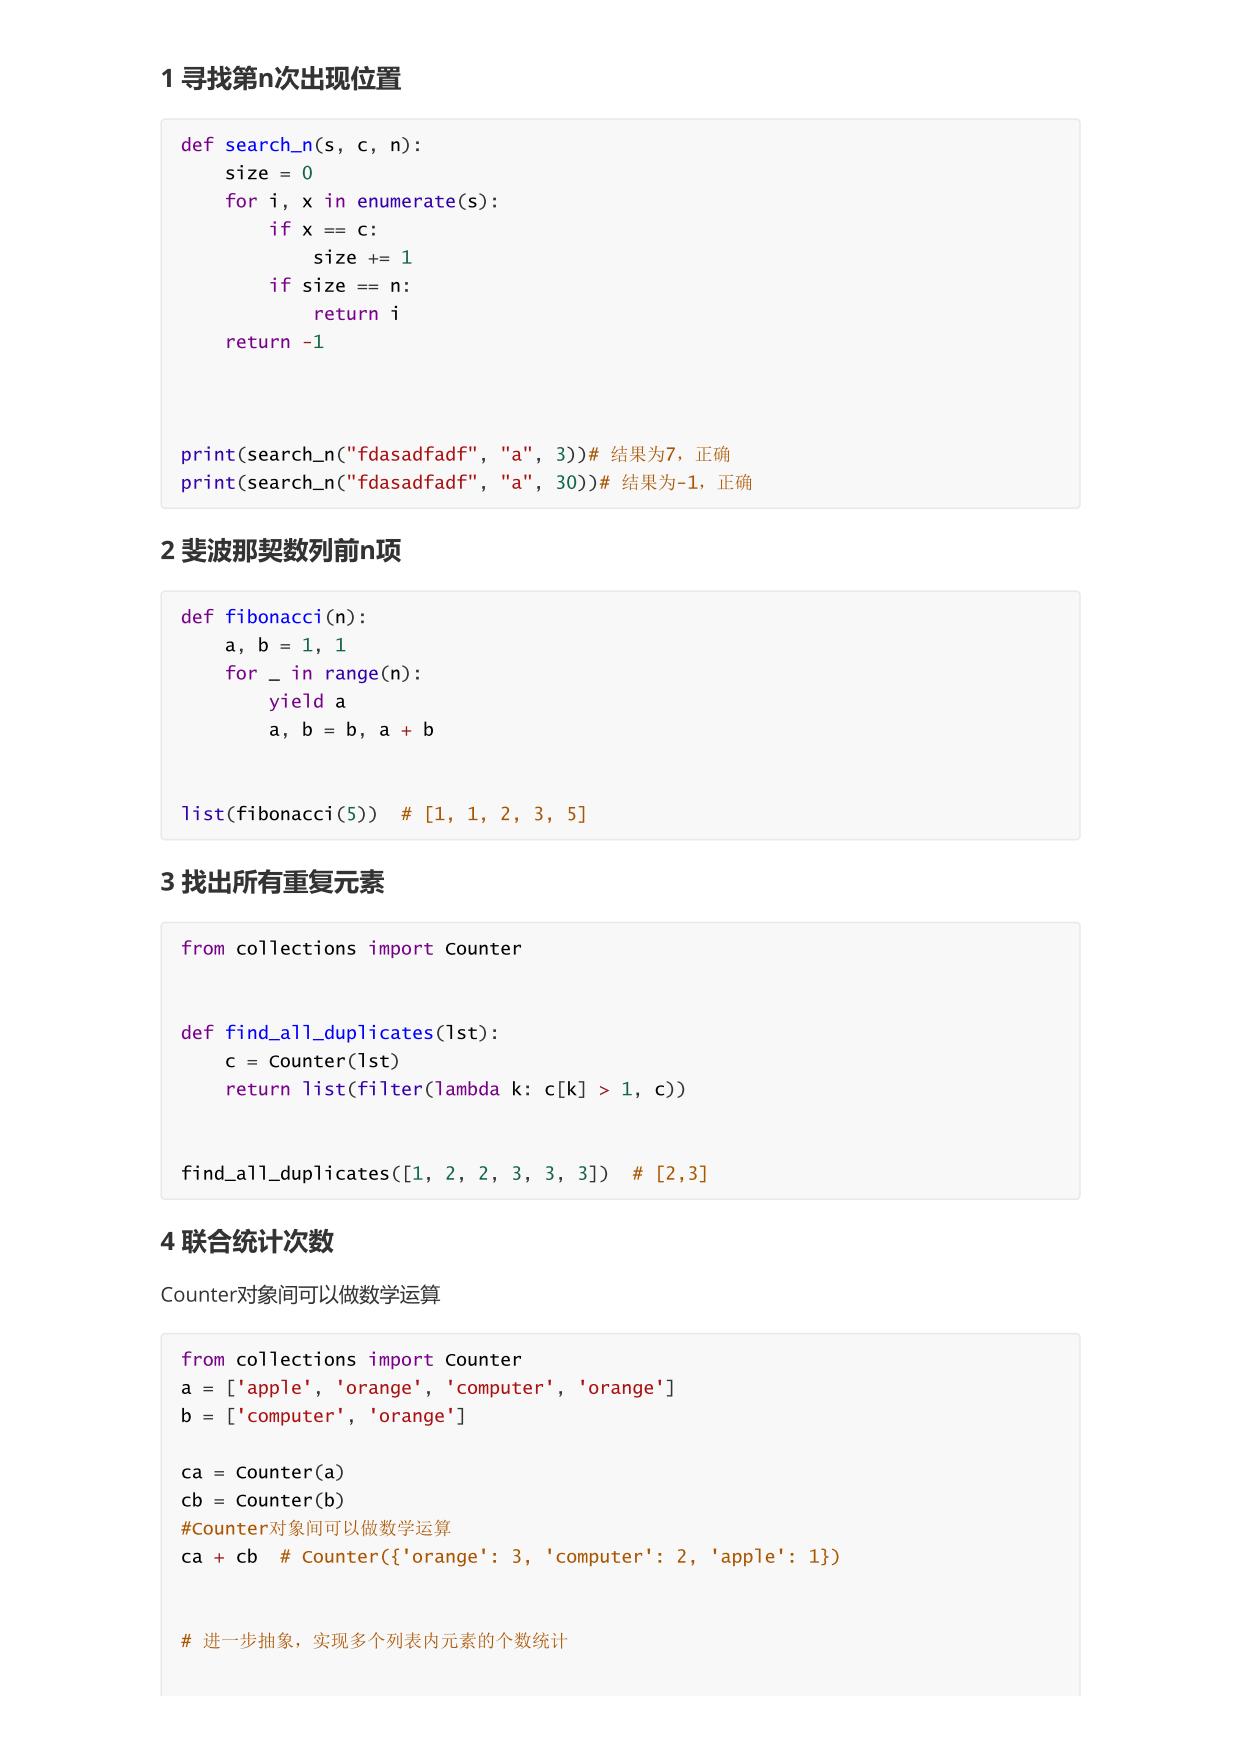 1 寻找第n次出现位置
def search_n(s, c, n):
    size = 0
    for i, x in enumerate(s):
        if x == c:
            size += 1
        if size == n:
            return i
    return -1
print(search_n("fdasadfadf", "a", 3))# 结果为7，正确
print(search_n("fdasadfadf", "a", 30))# 结果为-1，正确
2 斐波那契数列前n项
def fibonacci(n):
    a, b = 1, 1
    for _ in range(n):
        yield a
        a, b = b, a + b
list(fibonacci(5))  # [1, 1, 2, 3, 5]
3 找出所有重复元素
from collections import Counter
def find_all_duplicates(lst):
    c = Counter(lst)
    return list(filter(lambda k: c[k] > 1, c))
find_all_duplicates([1, 2, 2, 3, 3, 3])  # [2,3]
4 联合统计次数
Counter对象间可以做数学运算
from collections import Counter
a = ['apple', 'orange', 'computer', 'orange']
b = ['computer', 'orange']
ca = Counter(a)
cb = Counter(b)
#Counter对象间可以做数学运算
ca + cb  # Counter({'orange': 3, 'computer': 2, 'apple': 1})
# 进一步抽象，实现多个列表内元素的个数统计